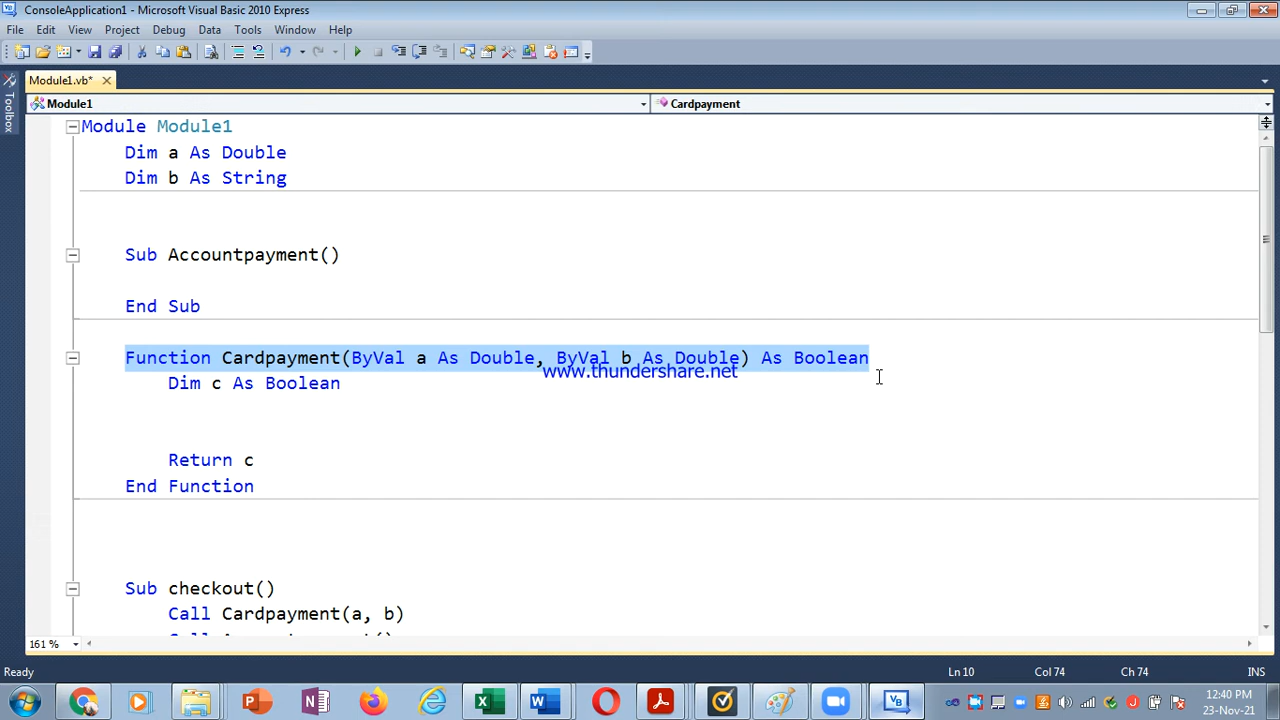 ConsoleApplication1 - Microsoft Visual Basic 2010 Express
File Edit View Project Debug Data Tools Window Help
Module1.vb*
Toolbox
Module1
Cardpayment
Module Module1
Dim a As Double
Dim b As String
Sub Accountpayment()
End Sub
Function Cardpayment(ByVal a As Double, ByVal b As Double) As Boolean
www.thundershare.net
Dim c As Boolean
Return c
End Function
Sub checkout()
Call Cardpayment(a, b)
161 %
Ready
Ln 10
Col 74
Ch 74
INS
12:40 PM
23-Nov-21